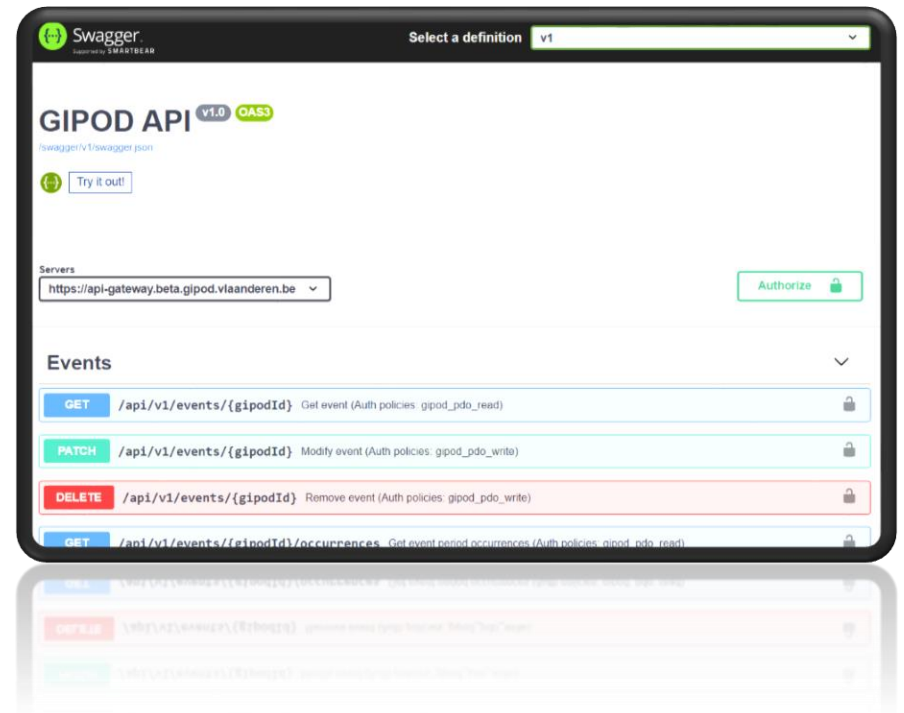 Swagger.
Supported by SMARTBEAR
Select a definition v1
GIPOD API v1.0 OAS3
/swagger/v1/swagger.json
Try it out!
Servers
https://api-gateway.beta.gipod.vlaanderen.be
Authorize
Events
GET /api/v1/events/{gipodId} Get event (Auth policies: gipod_pdo_read)
PATCH /api/v1/events/{gipodId} Modify event (Auth policies: gipod_pdo_write)
DELETE /api/v1/events/{gipodId} Remove event (Auth policies: gipod_pdo_write)
GET /api/v1/events/{gipodId}/occurrences Get event period occurrences (Auth policies: gipod_pdo_read)